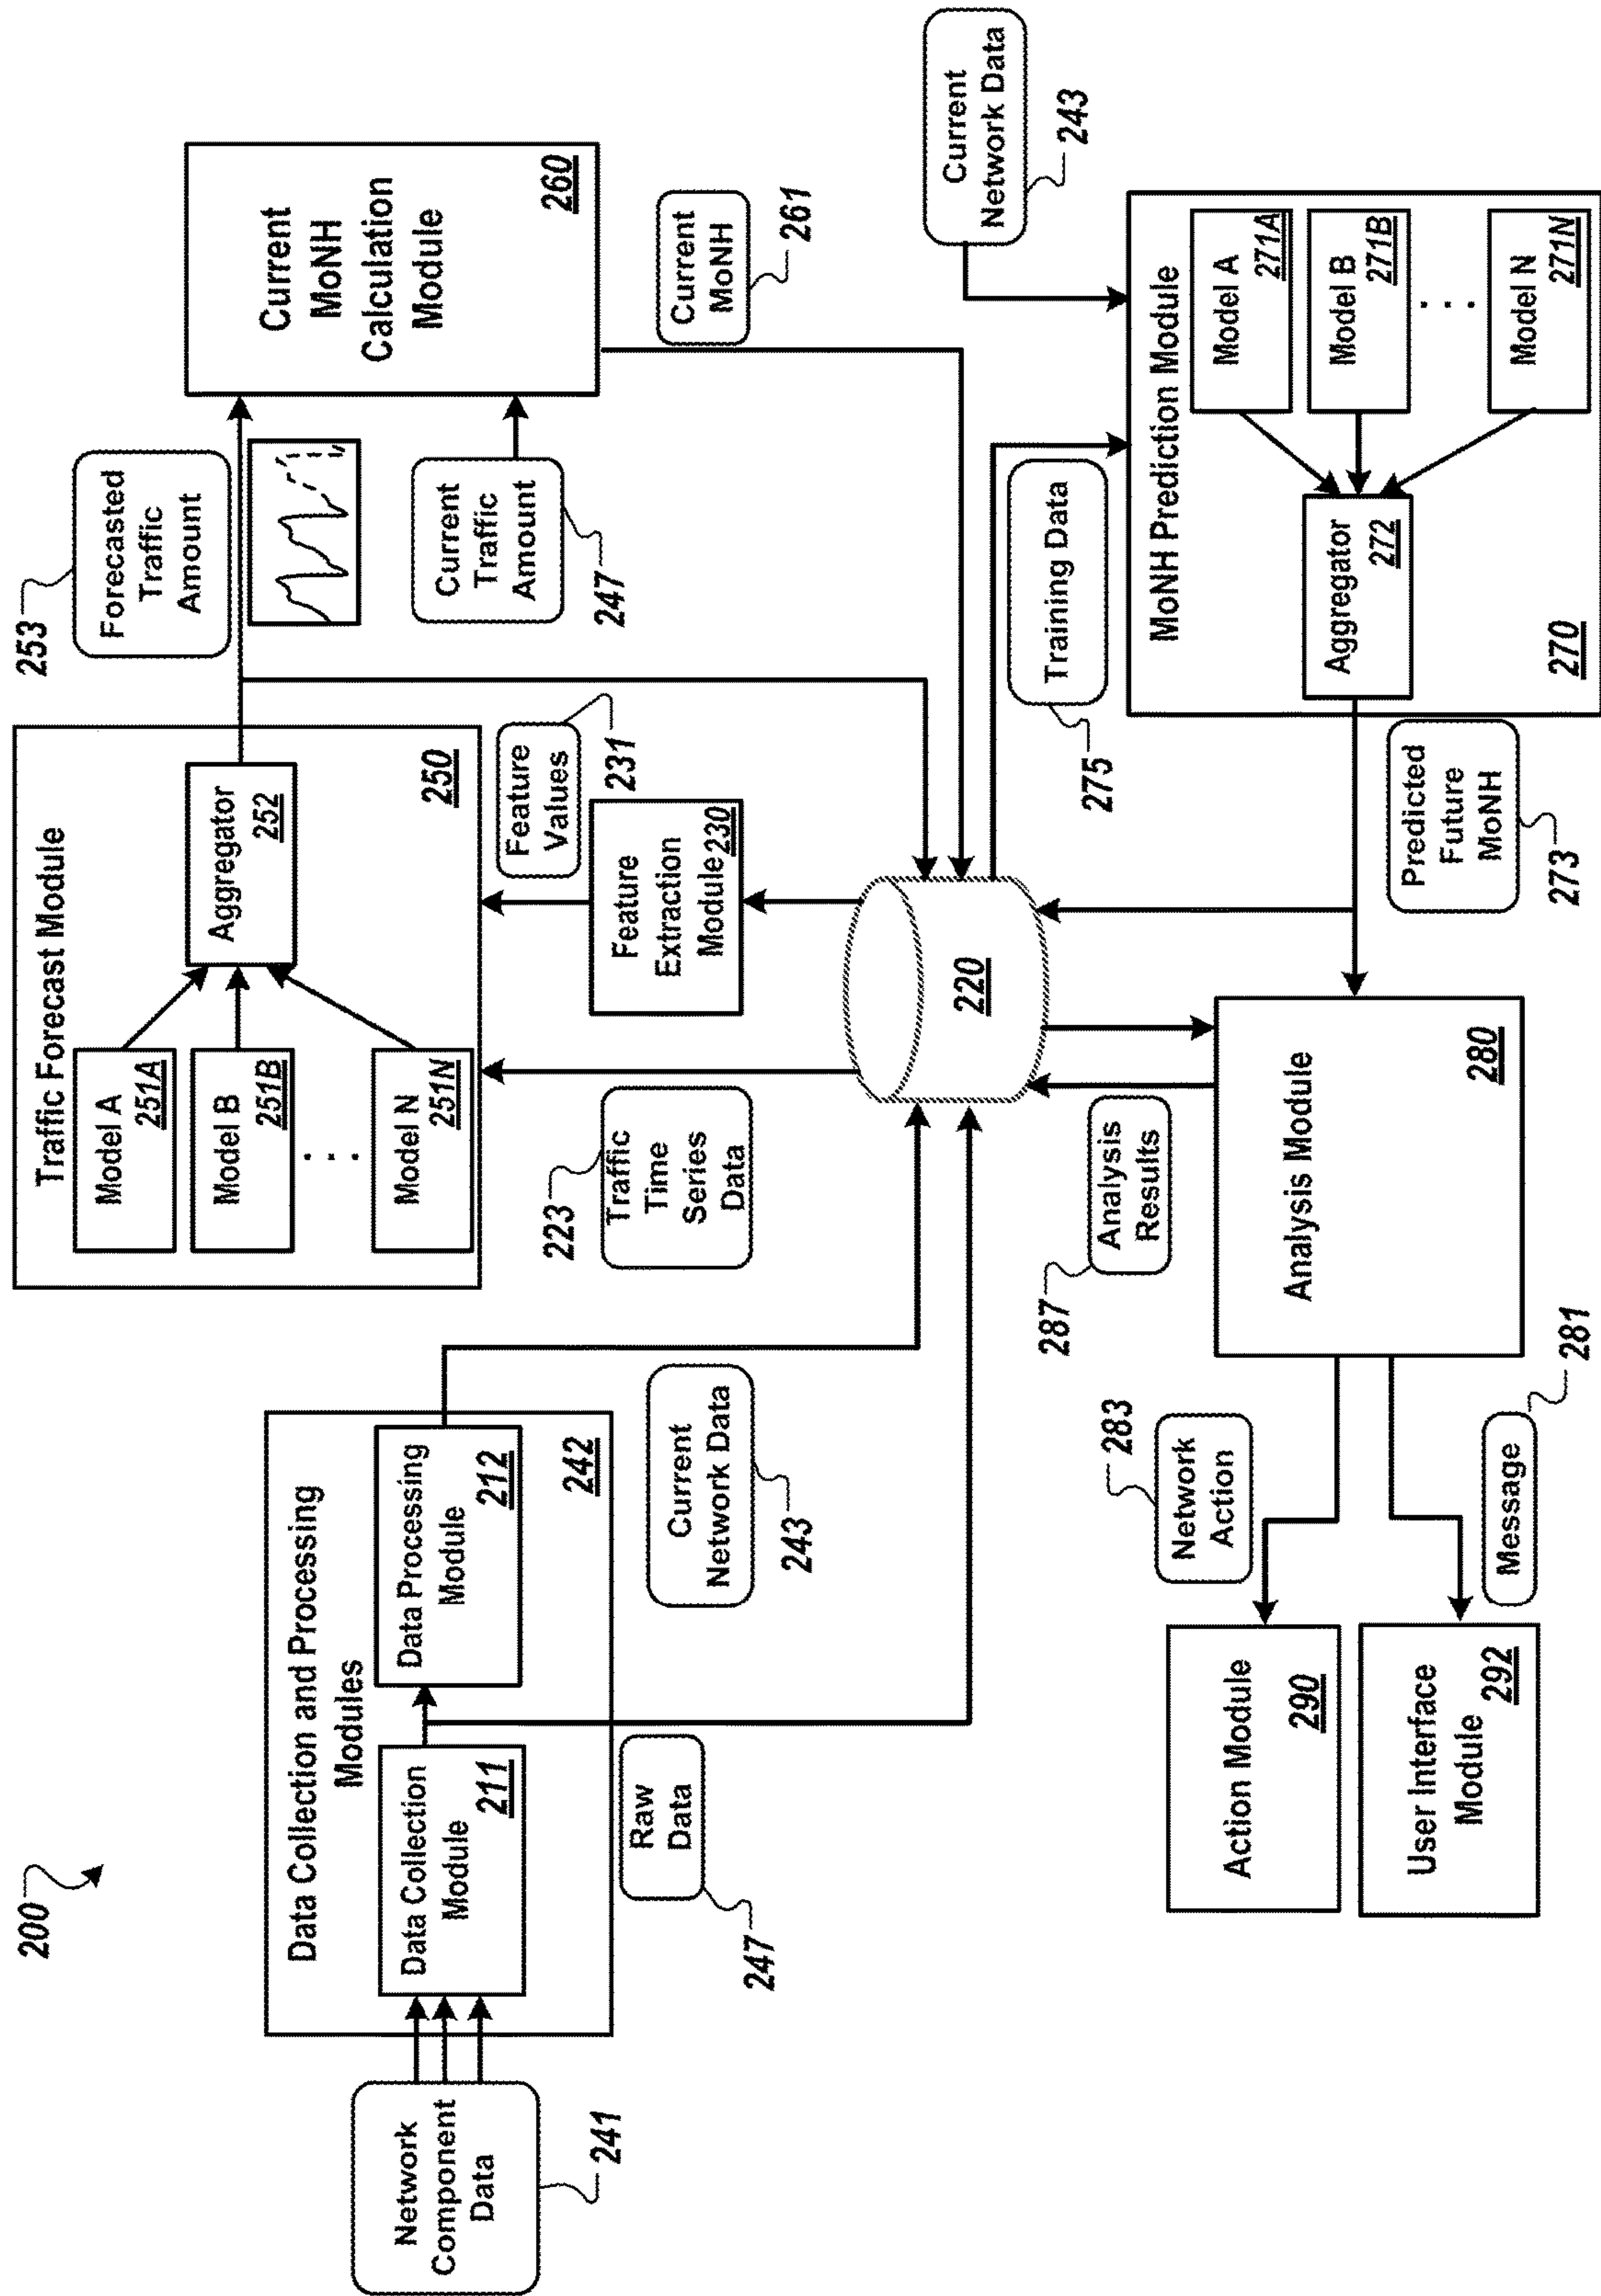 200
Network
Component
Data
241
Data Collection and Processing
Modules
Data Collection
Module
211
Data Processing
Module
212
242
Raw
Data
247
Current
Network Data
243
Traffic Forecast Module
Model A
251A
Model B
251B
. . .
Model N
251N
Aggregator
252
250
223
Traffic
Time
Series
Data
Feature
Values
231
Feature
Extraction
Module 230
220
253
Forecasted
Traffic
Amount
Current
Traffic
Amount
247
Current
MoNH
Calculation
Module
260
Current
MoNH
261
Current
Network Data
243
Training Data
275
MoNH Prediction Module
Model A
271A
Model B
271B
. . .
Model N
271N
Aggregator
272
270
Predicted
Future
MoNH
273
287
Analysis
Results
Analysis Module
280
283
Network
Action
Message
281
Action Module
290
User Interface
Module
292